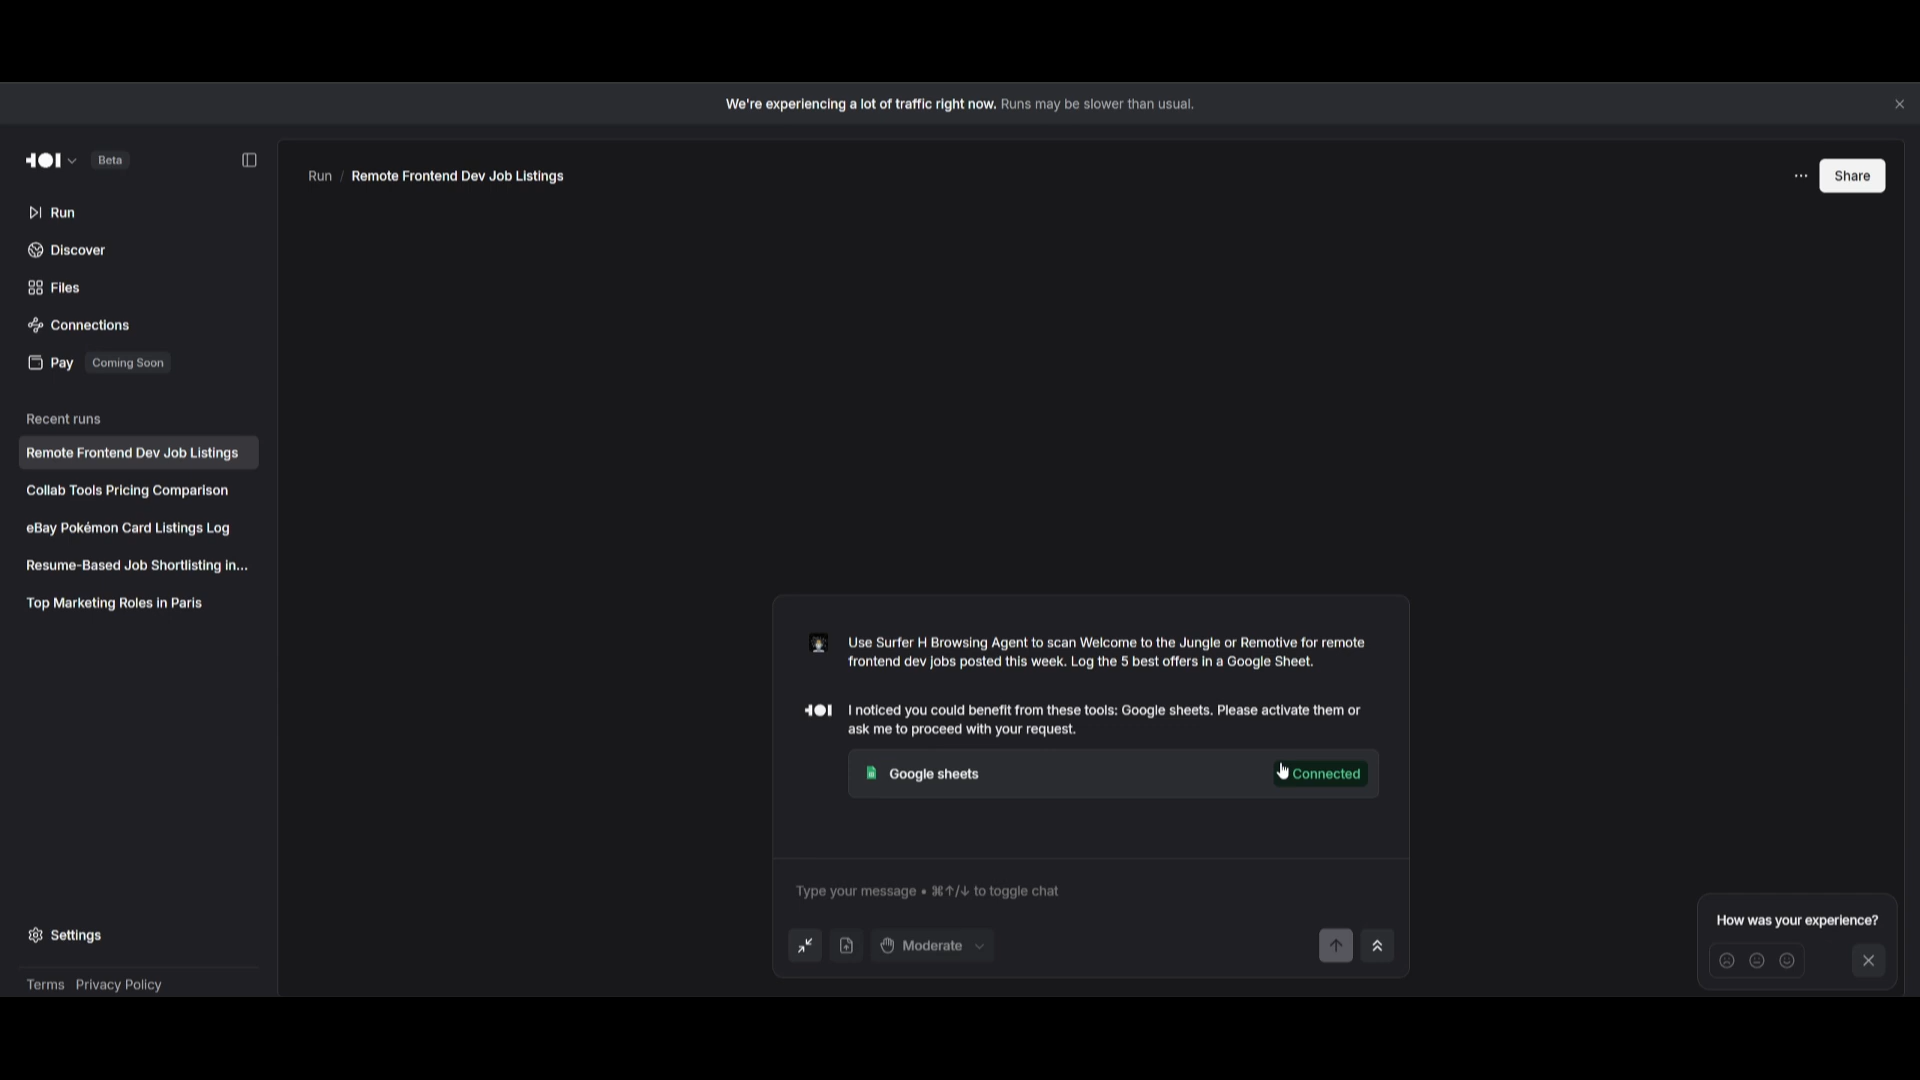 We're experiencing a lot of traffic right now. Runs may be slower than usual.
Beta
Run
Discover
Files
Connections
Pay Coming Soon
Recent runs
Remote Frontend Dev Job Listings
Collab Tools Pricing Comparison
eBay Pokémon Card Listings Log
Resume-Based Job Shortlisting in...
Top Marketing Roles in Paris
Settings
Terms Privacy Policy
Run / Remote Frontend Dev Job Listings
Share
Use Surfer H Browsing Agent to scan Welcome to the Jungle or Remotive for remote
frontend dev jobs posted this week. Log the 5 best offers in a Google Sheet.
I noticed you could benefit from these tools: Google sheets. Please activate them or
ask me to proceed with your request.
Google sheets Connected
Type your message • ⌘↑/↓ to toggle chat
Moderate
How was your experience?